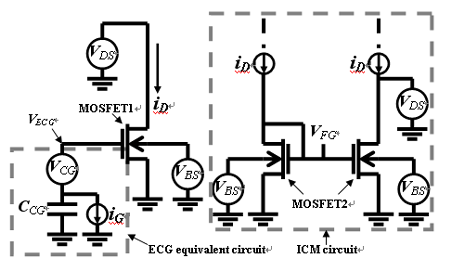 V_DS
i_D
MOSFET1
V_ECG
V_CG
C_CG
i_G
V_BS
ECG equivalent circuit
i_D
i_D
V_FG
V_DS
V_BS
V_BS
MOSFET2
ICM circuit